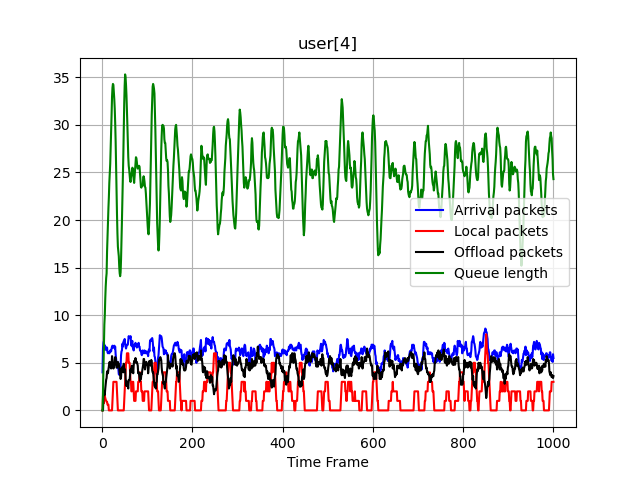 user[4]
35
30
25
20
15
10
5
0
Arrival packets
Local packets
Offload packets
Queue length
0 200 400 600 800 1000
Time Frame